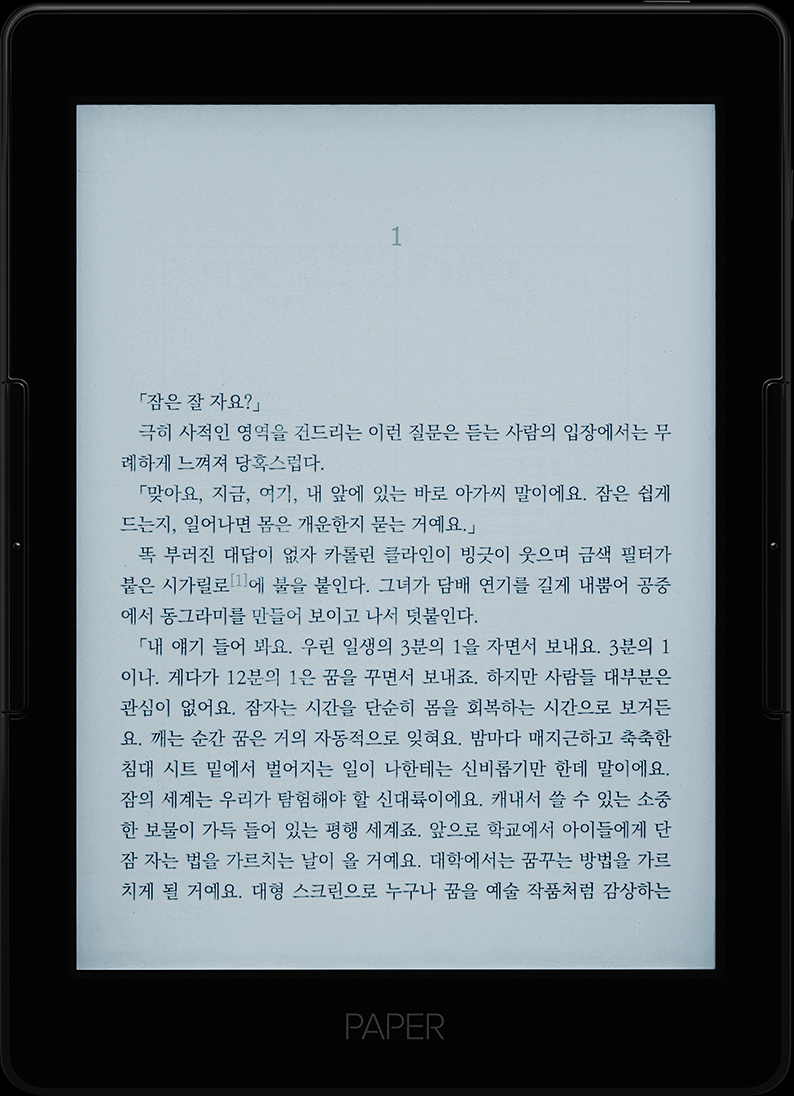 1
「잠은 잘 자요?」
극히 사적인 영역을 건드리는 이런 질문은 듣는 사람의 입장에서는 무
례하게 느껴져 당혹스럽다.
「맞아요, 지금, 여기, 내 앞에 있는 바로 아가씨 말이에요. 잠은 쉽게
드는지, 일어나면 몸은 개운한지 묻는 거예요.」
똑 부러진 대답이 없자 카롤린 클라인이 빙긋이 웃으며 금색 필터가
붙은 시가릴로[1]에 불을 붙인다. 그녀가 담배 연기를 길게 내뿜어 공중
에서 동그라미를 만들어 보이고 나서 덧붙인다.
「내 얘기 들어 봐요. 우린 일생의 3분의 1을 자면서 보내요. 3분의 1
이나. 게다가 12분의 1은 꿈을 꾸면서 보내죠. 하지만 사람들 대부분은
관심이 없어요. 잠자는 시간을 단순히 몸을 회복하는 시간으로 보거든
요. 깨는 순간 꿈은 거의 자동적으로 잊혀요. 밤마다 매지근하고 축축한
침대 시트 밑에서 벌어지는 일이 나한테는 신비롭기만 한데 말이에요.
잠의 세계는 우리가 탐험해야 할 신대륙이에요. 캐내서 쓸 수 있는 소중
한 보물이 가득 들어 있는 평행 세계죠. 앞으로 학교에서 아이들에게 단
잠 자는 법을 가르치는 날이 올 거예요. 대학에서는 꿈꾸는 방법을 가르
치게 될 거예요. 대형 스크린으로 누구나 꿈을 예술 작품처럼 감상하는
PAPER